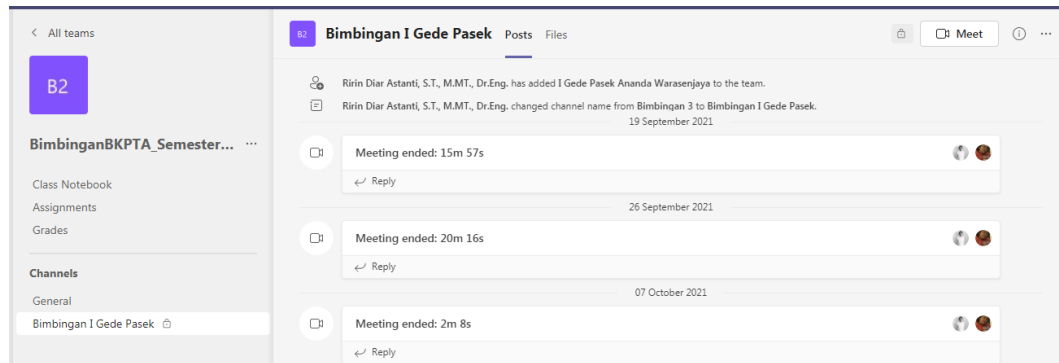 All teams
B2
BimbinganBKPTA_Semester... ...
Class Notebook
Assignments
Grades
Channels
General
Bimbingan I Gede Pasek
B2 Bimbingan I Gede Pasek Posts Files Meet ...
Ririn Diar Astanti, S.T., M.MT., Dr.Eng. has added I Gede Pasek Ananda Warasenjaya to the team.
Ririn Diar Astanti, S.T., M.MT., Dr.Eng. changed channel name from Bimbingan 3 to Bimbingan I Gede Pasek.
19 September 2021
Meeting ended: 15m 57s
Reply
26 September 2021
Meeting ended: 20m 16s
Reply
07 October 2021
Meeting ended: 2m 8s
Reply